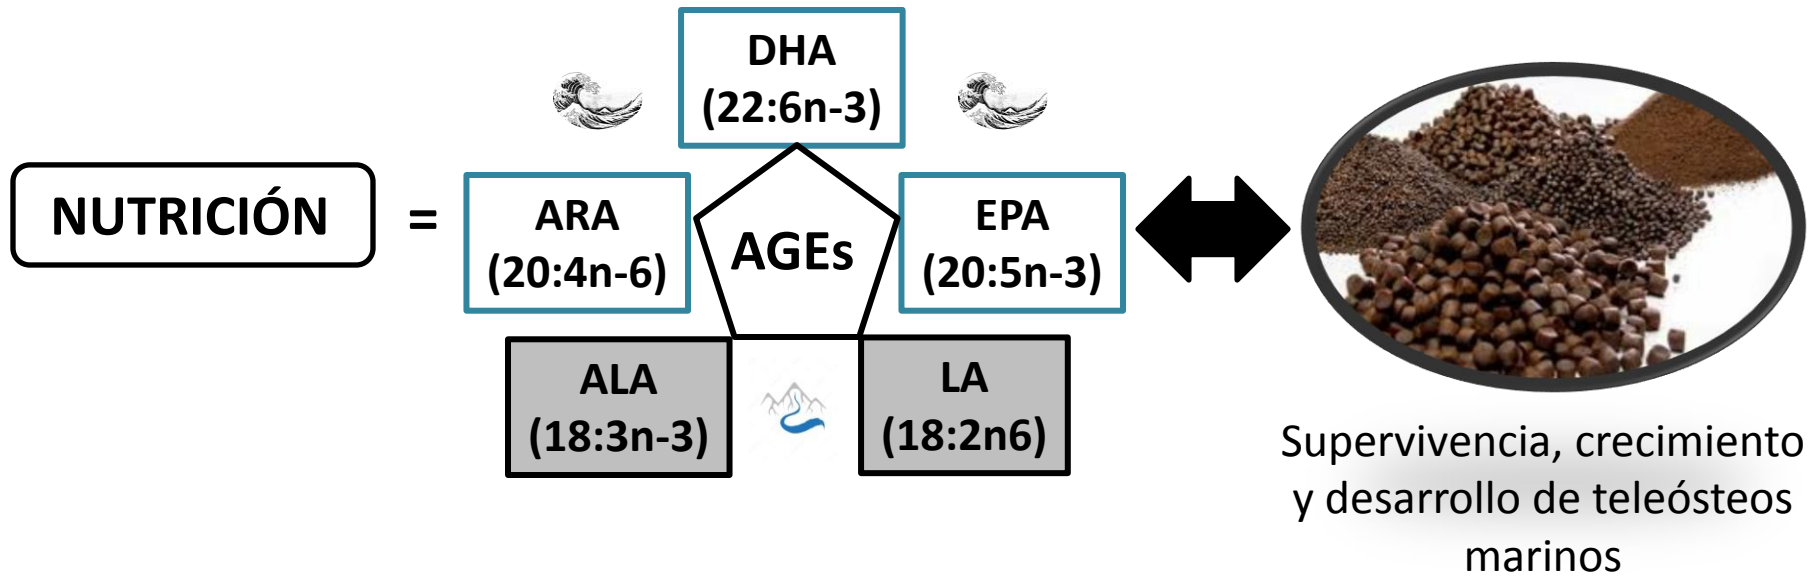 DHA
(22:6n-3)
NUTRICIÓN
=
ARA
(20:4n-6)
AGEs
EPA
(20:5n-3)
ALA
(18:3n-3)
LA
(18:2n6)
Supervivencia, crecimiento
y desarrollo de teleósteos
marinos